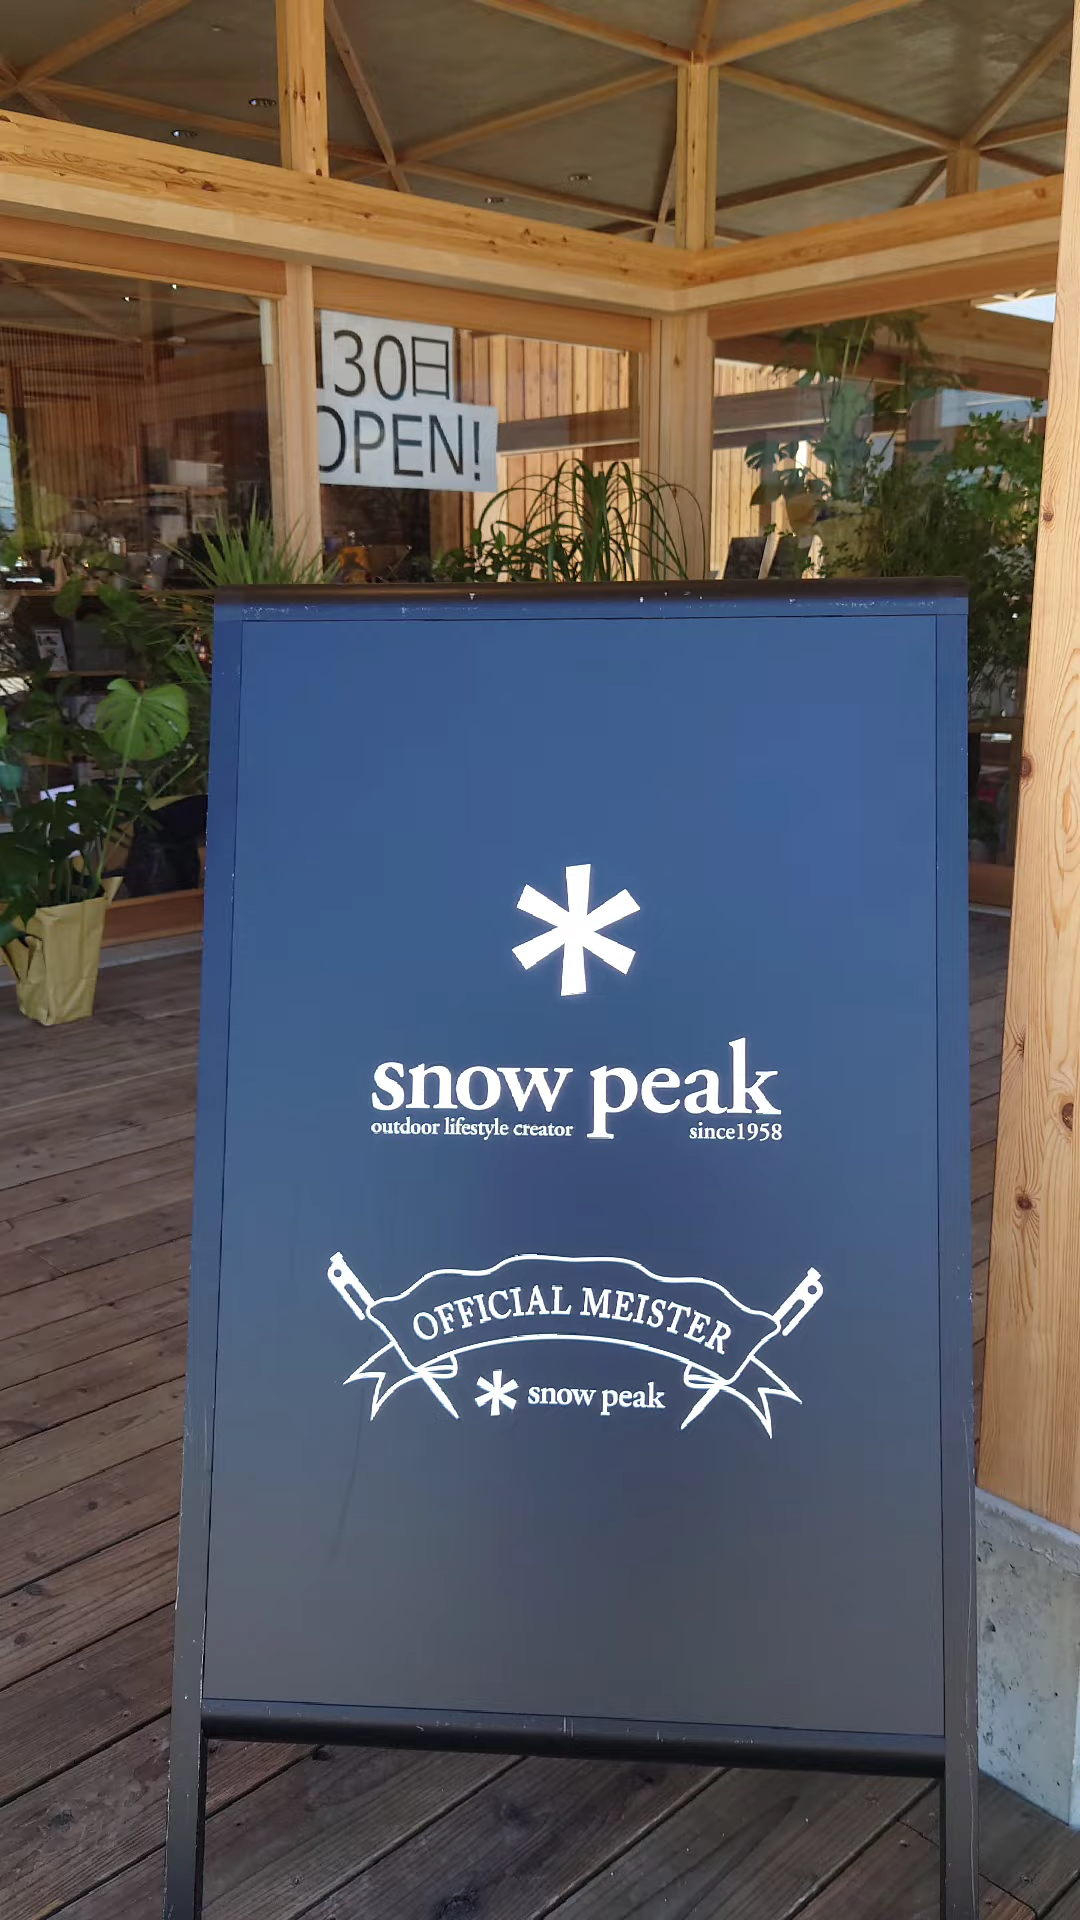 30日
OPEN!
snow peak
outdoor lifestyle creator since1958
OFFICIAL MEISTER
snow peak